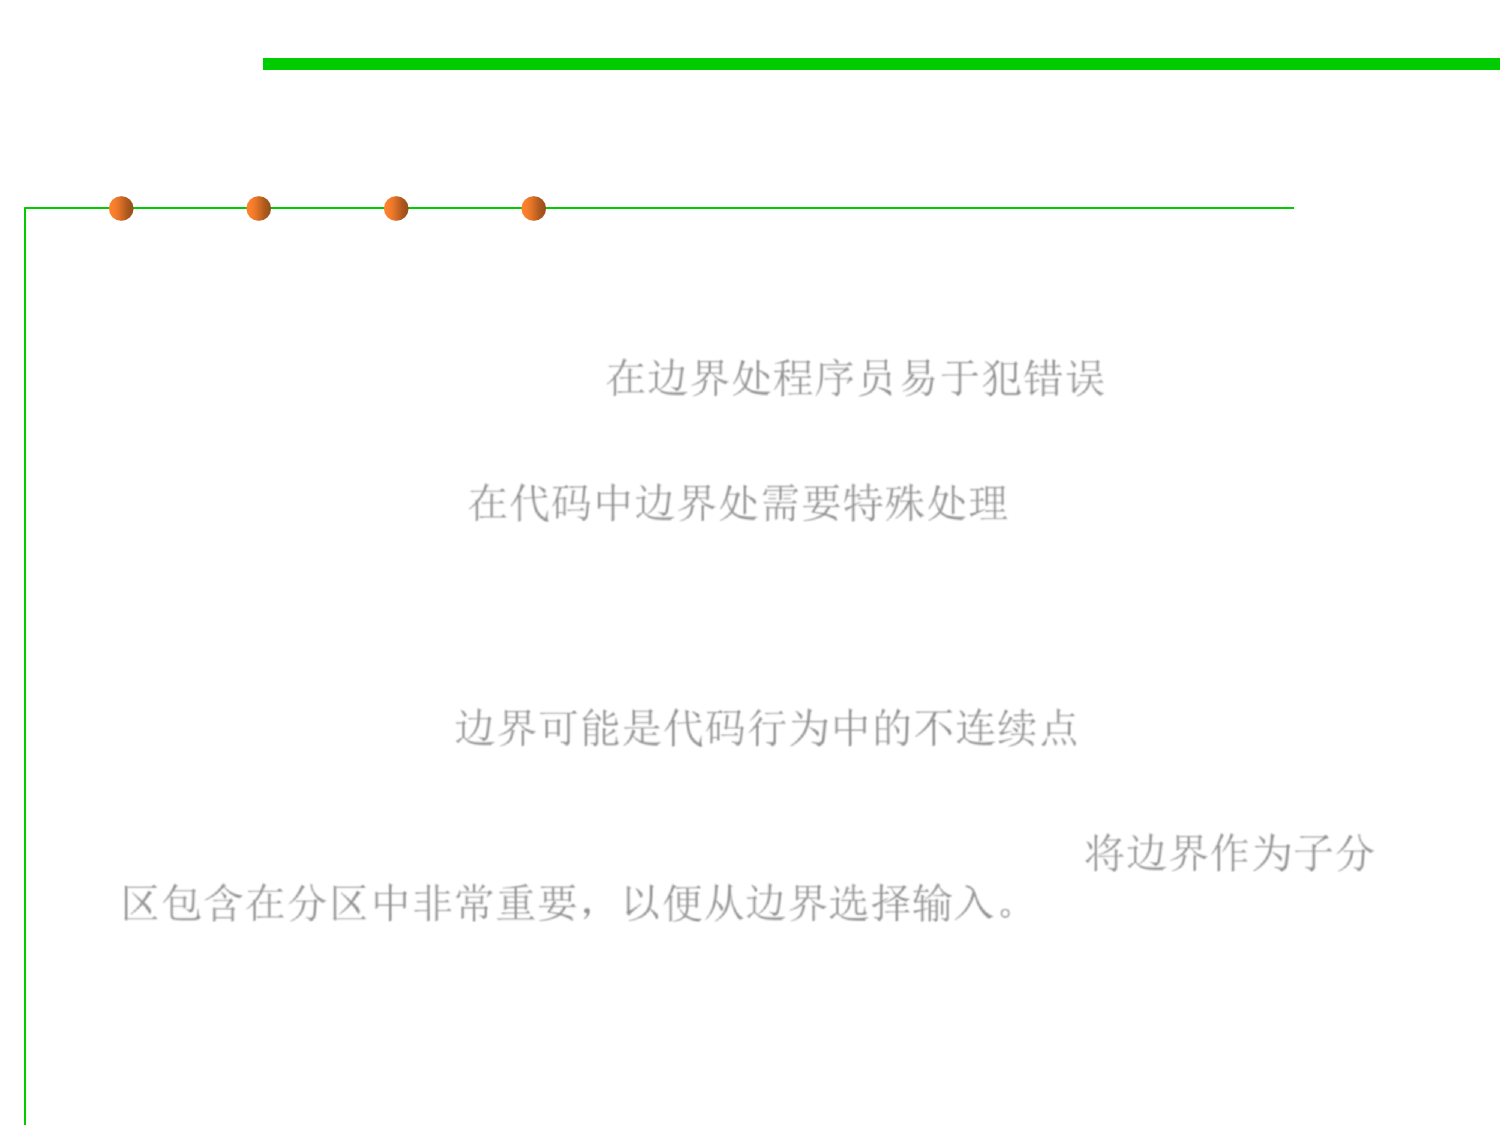 在边界处程序员易于犯错误
在代码中边界处需要特殊处理
边界可能是代码行为中的不连续点
将边界作为子分
区包含在分区中非常重要，以便从边界选择输入。